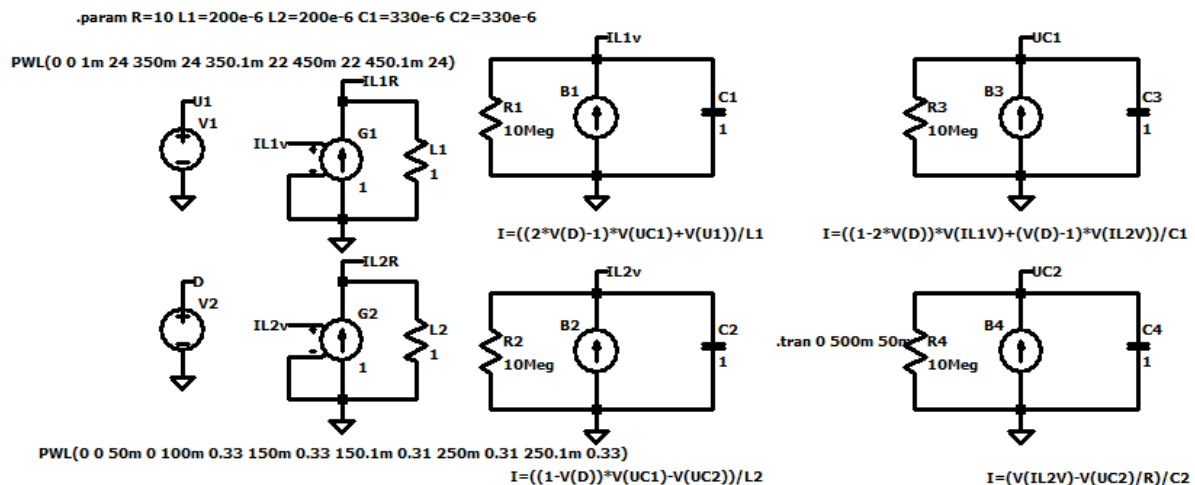 .param R=10 L1=200e-6 L2=200e-6 C1=330e-6 C2=330e-6
PWL(0 0 1m 24 350m 24 350.1m 22 450m 22 450.1m 24)
U1
V1
IL1R
IL1v
G1
1
L1
1
IL1v
R1
10Meg
B1
C1
1
I=((2*V(D)-1)*V(UC1)+V(U1))/L1
UC1
R3
10Meg
B3
C3
1
I=((1-2*V(D))*V(IL1V)+(V(D)-1)*V(IL2V))/C1
D
V2
IL2R
IL2v
G2
1
L2
1
IL2v
R2
10Meg
B2
C2
1
I=((1-V(D))*V(UC1)-V(UC2))/L2
.tran 0 500m 50m
UC2
R4
10Meg
B4
C4
1
I=(V(IL2V)-V(UC2)/R)/C2
PWL(0 0 50m 0 100m 0.33 150m 0.33 150.1m 0.31 250m 0.31 250.1m 0.33)